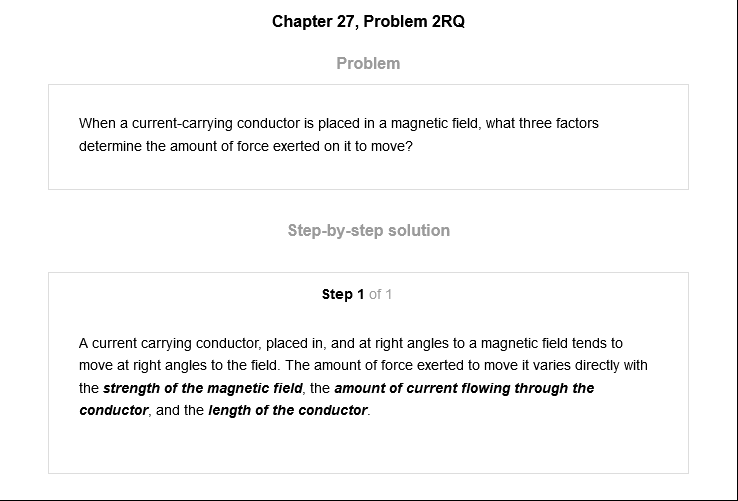 Chapter 27, Problem 2RQ
Problem
When a current-carrying conductor is placed in a magnetic field, what three factors
determine the amount of force exerted on it to move?
Step-by-step solution
Step 1 of 1
A current carrying conductor, placed in, and at right angles to a magnetic field tends to
move at right angles to the field. The amount of force exerted to move it varies directly with
the strength of the magnetic field, the amount of current flowing through the
conductor, and the length of the conductor.